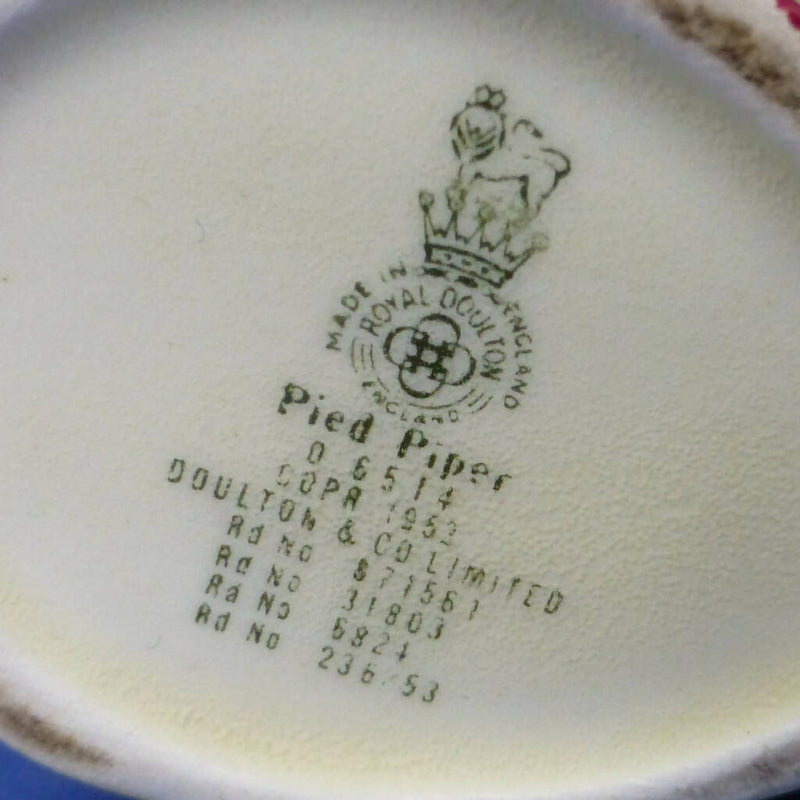 MADE IN ENGLAND
ROYAL DOULTON
ENGLAND
Pied Piper
D 6514
COPR 1953
DOULTON & CO LIMITED
Rd No 871561
Rd No 31803
Rd No 6824
Rd No 236/53